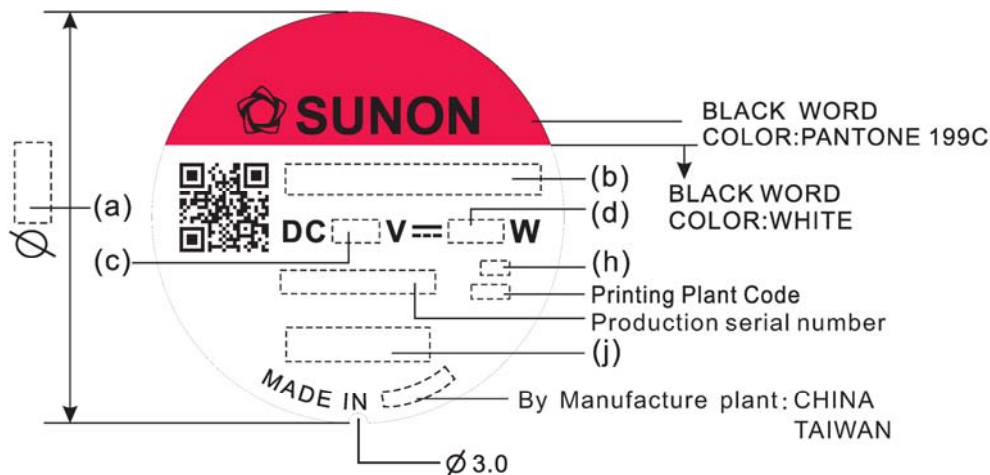 SUNON
BLACK WORD
COLOR:PANTONE 199C
BLACK WORD
COLOR:WHITE
(a)
Ø
(b)
DC V W
(d)
(c)
(h)
Printing Plant Code
Production serial number
(j)
MADE IN
By Manufacture plant: CHINA
TAIWAN
Ø 3.0